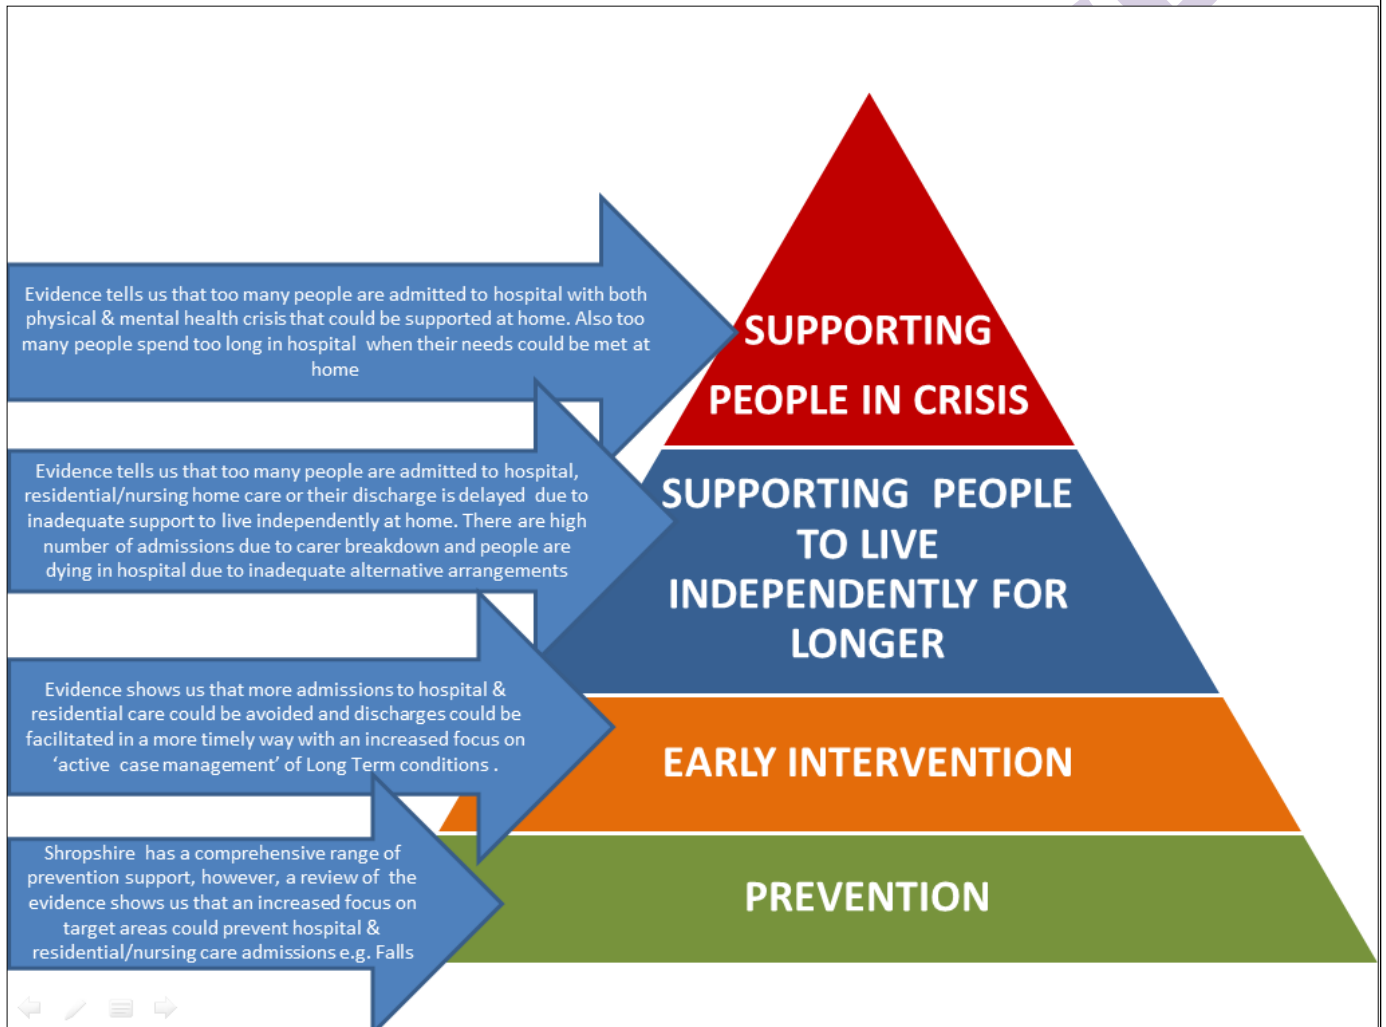 Evidence tells us that too many people are admitted to hospital with both
physical & mental health crisis that could be supported at home. Also too
many people spend too long in hospital when their needs could be met at
home
SUPPORTING
PEOPLE IN CRISIS
Evidence tells us that too many people are admitted to hospital,
residential/nursing home care or their discharge is delayed due to
inadequate support to live independently at home. There are high
number of admissions due to carer breakdown and people are
dying in hospital due to inadequate alternative arrangements
SUPPORTING PEOPLE
TO LIVE
INDEPENDENTLY FOR
LONGER
Evidence shows us that more admissions to hospital &
residential care could be avoided and discharges could be
facilitated in a more timely way with an increased focus on
‘active case management’ of Long Term conditions .
EARLY INTERVENTION
Shropshire has a comprehensive range of
prevention support, however, a review of the
evidence shows us that an increased focus on
target areas could prevent hospital &
residential/nursing care admissions e.g. Falls
PREVENTION